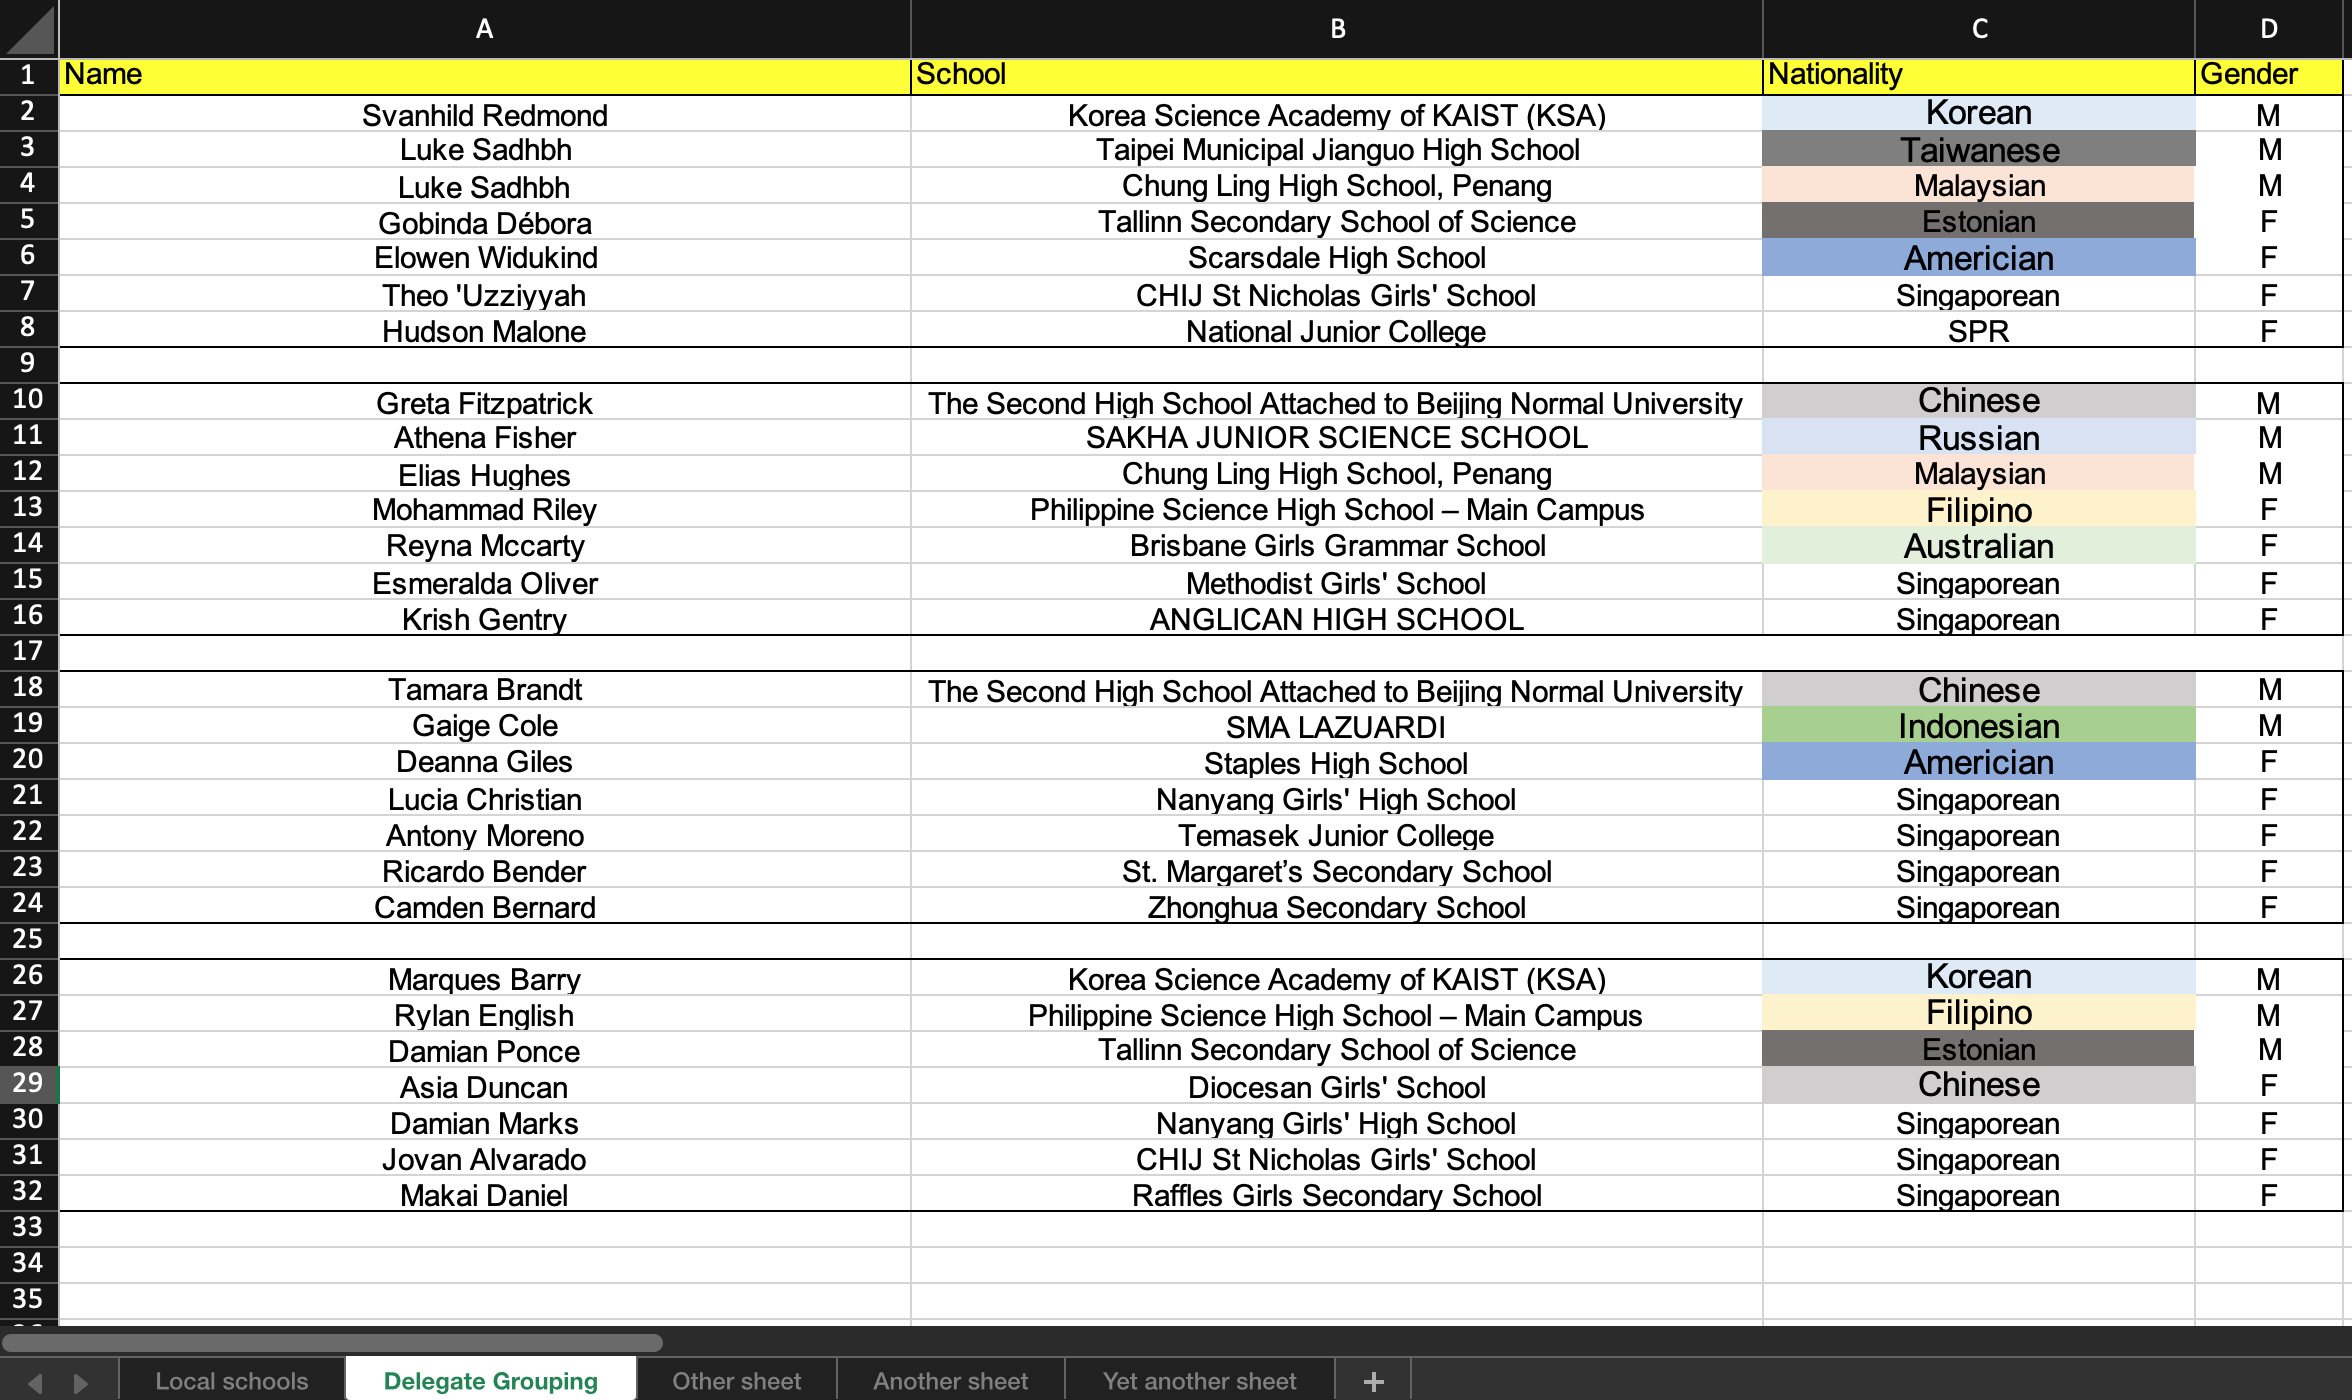 A B C D
1 Name School Nationality Gender
2 Svanhild Redmond Korea Science Academy of KAIST (KSA) Korean M
3 Luke Sadhbh Taipei Municipal Jianguo High School Taiwanese M
4 Luke Sadhbh Chung Ling High School, Penang Malaysian M
5 Gobinda Débora Tallinn Secondary School of Science Estonian F
6 Elowen Widukind Scarsdale High School Americian F
7 Theo 'Uzziyyah CHIJ St Nicholas Girls' School Singaporean F
8 Hudson Malone National Junior College SPR F
9
10 Greta Fitzpatrick The Second High School Attached to Beijing Normal University Chinese M
11 Athena Fisher SAKHA JUNIOR SCIENCE SCHOOL Russian M
12 Elias Hughes Chung Ling High School, Penang Malaysian M
13 Mohammad Riley Philippine Science High School – Main Campus Filipino F
14 Reyna Mccarty Brisbane Girls Grammar School Australian F
15 Esmeralda Oliver Methodist Girls' School Singaporean F
16 Krish Gentry ANGLICAN HIGH SCHOOL Singaporean F
17
18 Tamara Brandt The Second High School Attached to Beijing Normal University Chinese M
19 Gaige Cole SMA LAZUARDI Indonesian M
20 Deanna Giles Staples High School Americian F
21 Lucia Christian Nanyang Girls' High School Singaporean F
22 Antony Moreno Temasek Junior College Singaporean F
23 Ricardo Bender St. Margaret’s Secondary School Singaporean F
24 Camden Bernard Zhonghua Secondary School Singaporean F
25
26 Marques Barry Korea Science Academy of KAIST (KSA) Korean M
27 Rylan English Philippine Science High School – Main Campus Filipino M
28 Damian Ponce Tallinn Secondary School of Science Estonian M
29 Asia Duncan Diocesan Girls' School Chinese F
30 Damian Marks Nanyang Girls' High School Singaporean F
31 Jovan Alvarado CHIJ St Nicholas Girls' School Singaporean F
32 Makai Daniel Raffles Girls Secondary School Singaporean F
33
34
35
Local schools Delegate Grouping Other sheet Another sheet Yet another sheet +